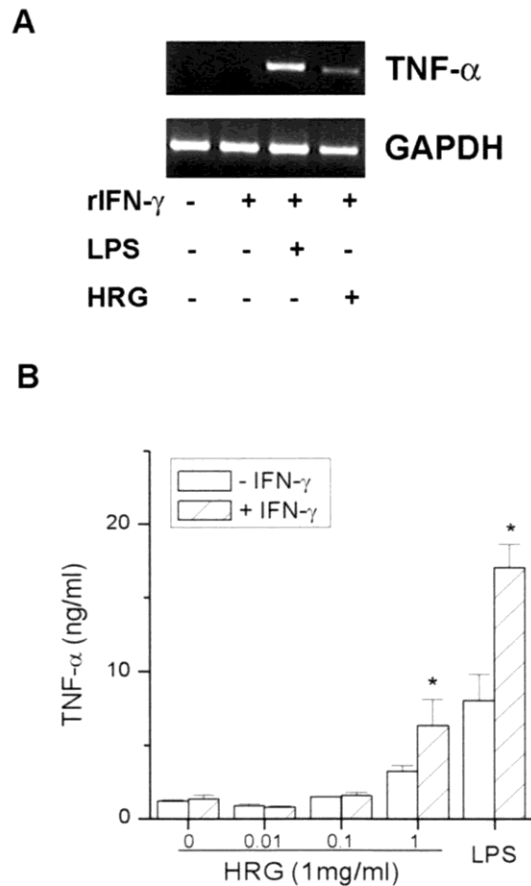 A
TNF-α
GAPDH
rIFN-γ - + + +
LPS - - + -
HRG - - - +
B
- IFN-γ
+ IFN-γ
20
10
0
TNF-α (ng/ml)
* *
0 0.01 0.1 1 LPS
HRG (1mg/ml)